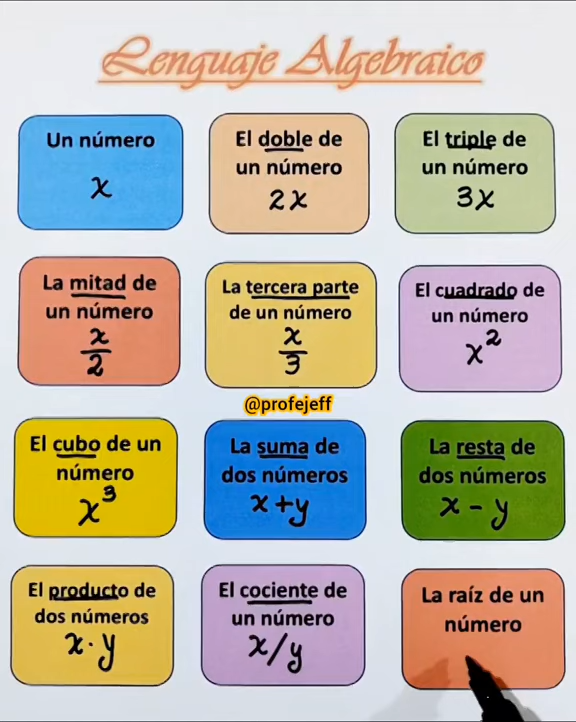 Lenguaje Algebraico
Un número
x
El doble de
un número
2x
El triple de
un número
3x
La mitad de
un número
x/2
La tercera parte
de un número
x/3
El cuadrado de
un número
x²
@profejeff
El cubo de un
número
x³
La suma de
dos números
x+y
La resta de
dos números
x - y
El producto de
dos números
x · y
El cociente de
un número
x/y
La raíz de un
número